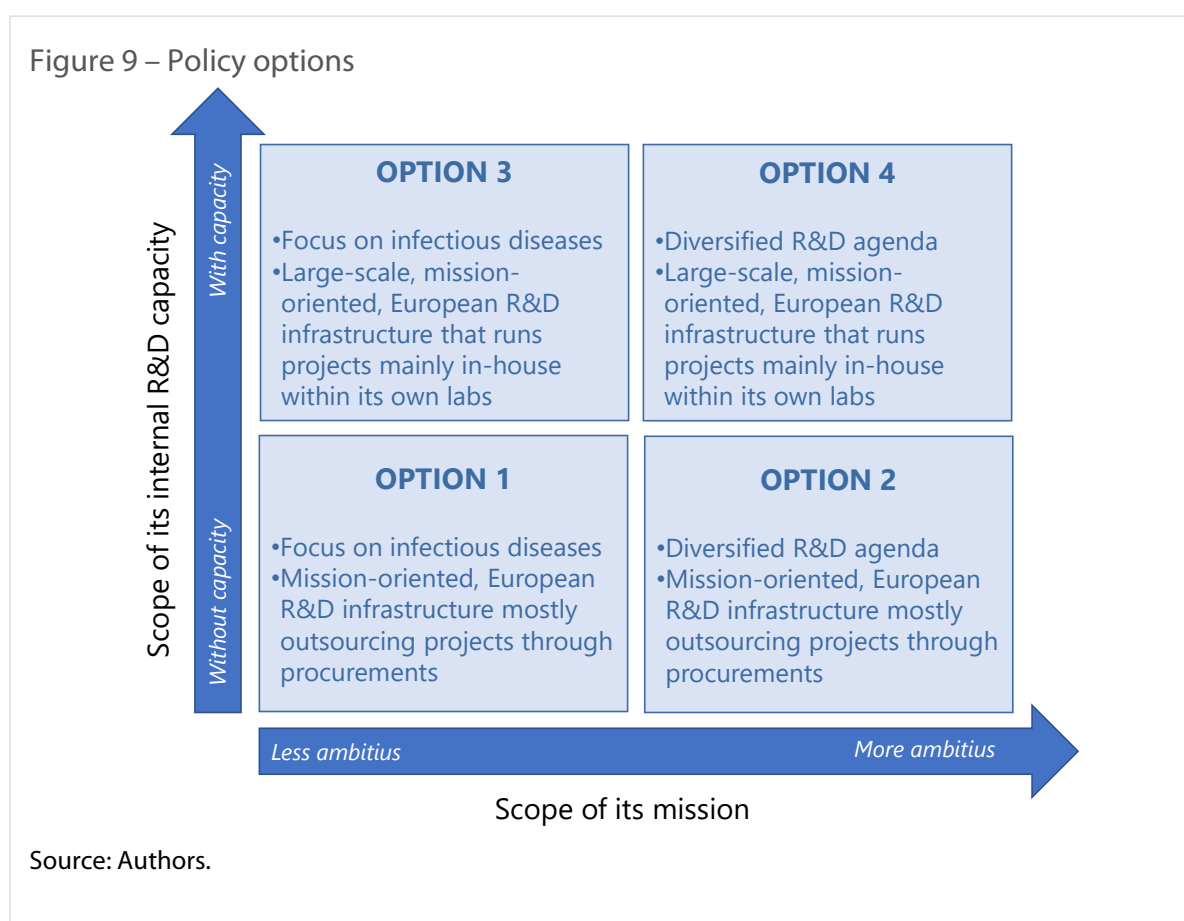 Figure 9 – Policy options
Scope of its internal R&D capacity
With capacity
Without capacity
OPTION 3
•Focus on infectious diseases
•Large-scale, mission-
oriented, European R&D
infrastructure that runs
projects mainly in-house
within its own labs
OPTION 4
•Diversified R&D agenda
•Large-scale, mission-
oriented, European R&D
infrastructure that runs
projects mainly in-house
within its own labs
OPTION 1
•Focus on infectious diseases
•Mission-oriented, European
R&D infrastructure mostly
outsourcing projects through
procurements
OPTION 2
•Diversified R&D agenda
•Mission-oriented, European
R&D infrastructure mostly
outsourcing projects through
procurements
Less ambitius
More ambitius
Scope of its mission
Source: Authors.